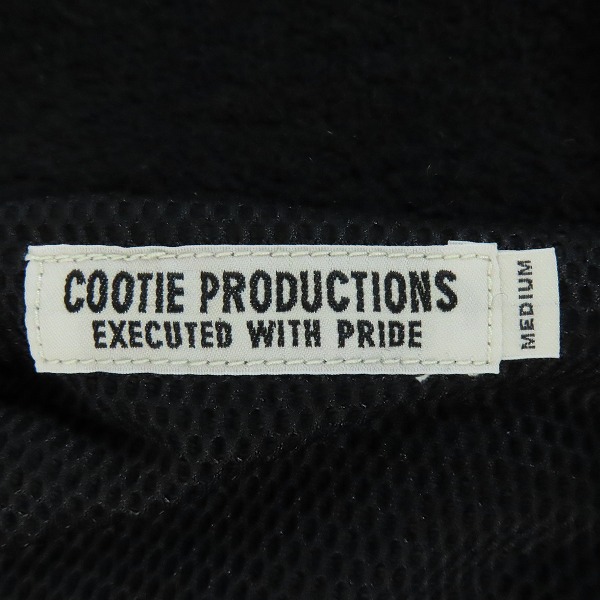 COOTIE PRODUCTIONS
EXECUTED WITH PRIDE
MEDIUM